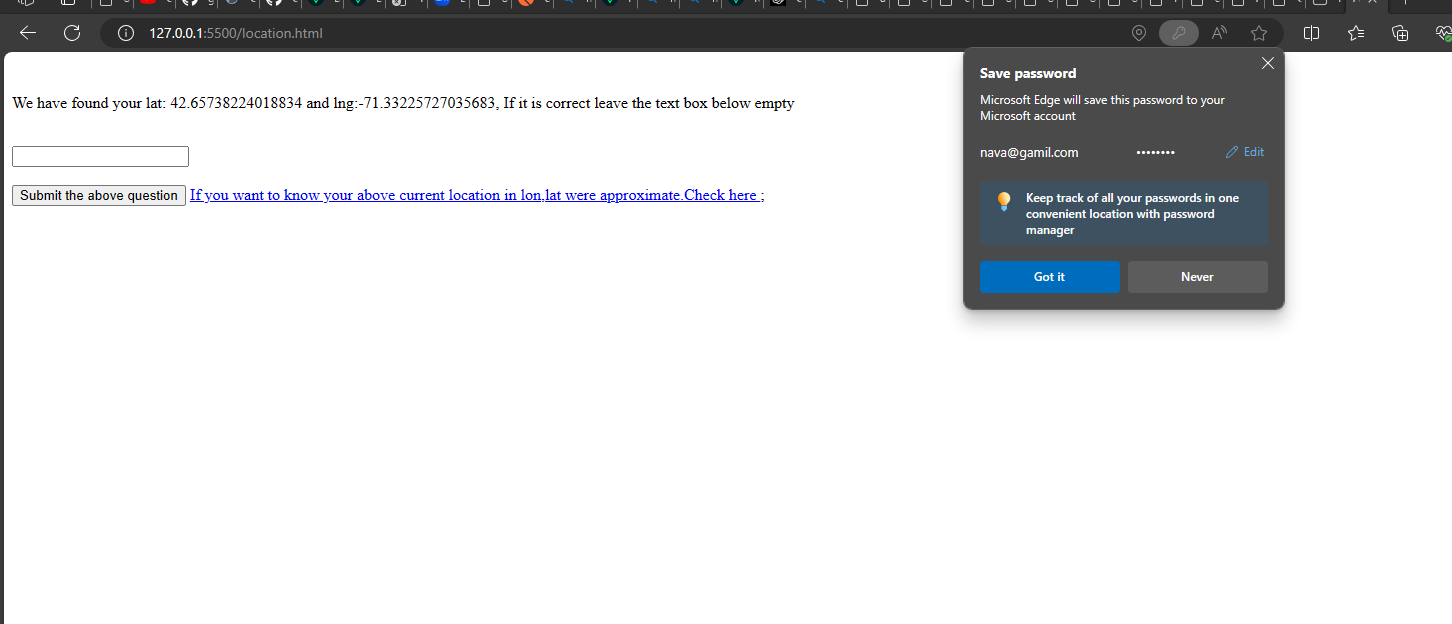 127.0.0.1:5500/location.html
We have found your lat: 42.65738224018834 and lng:-71.33225727035683, If it is correct leave the text box below empty
Submit the above question If you want to know your above current location in lon,lat were approximate.Check here ;
Save password
Microsoft Edge will save this password to your
Microsoft account
nava@gamil.com •••••••• Edit
Keep track of all your passwords in one
convenient location with password
manager
Got it Never